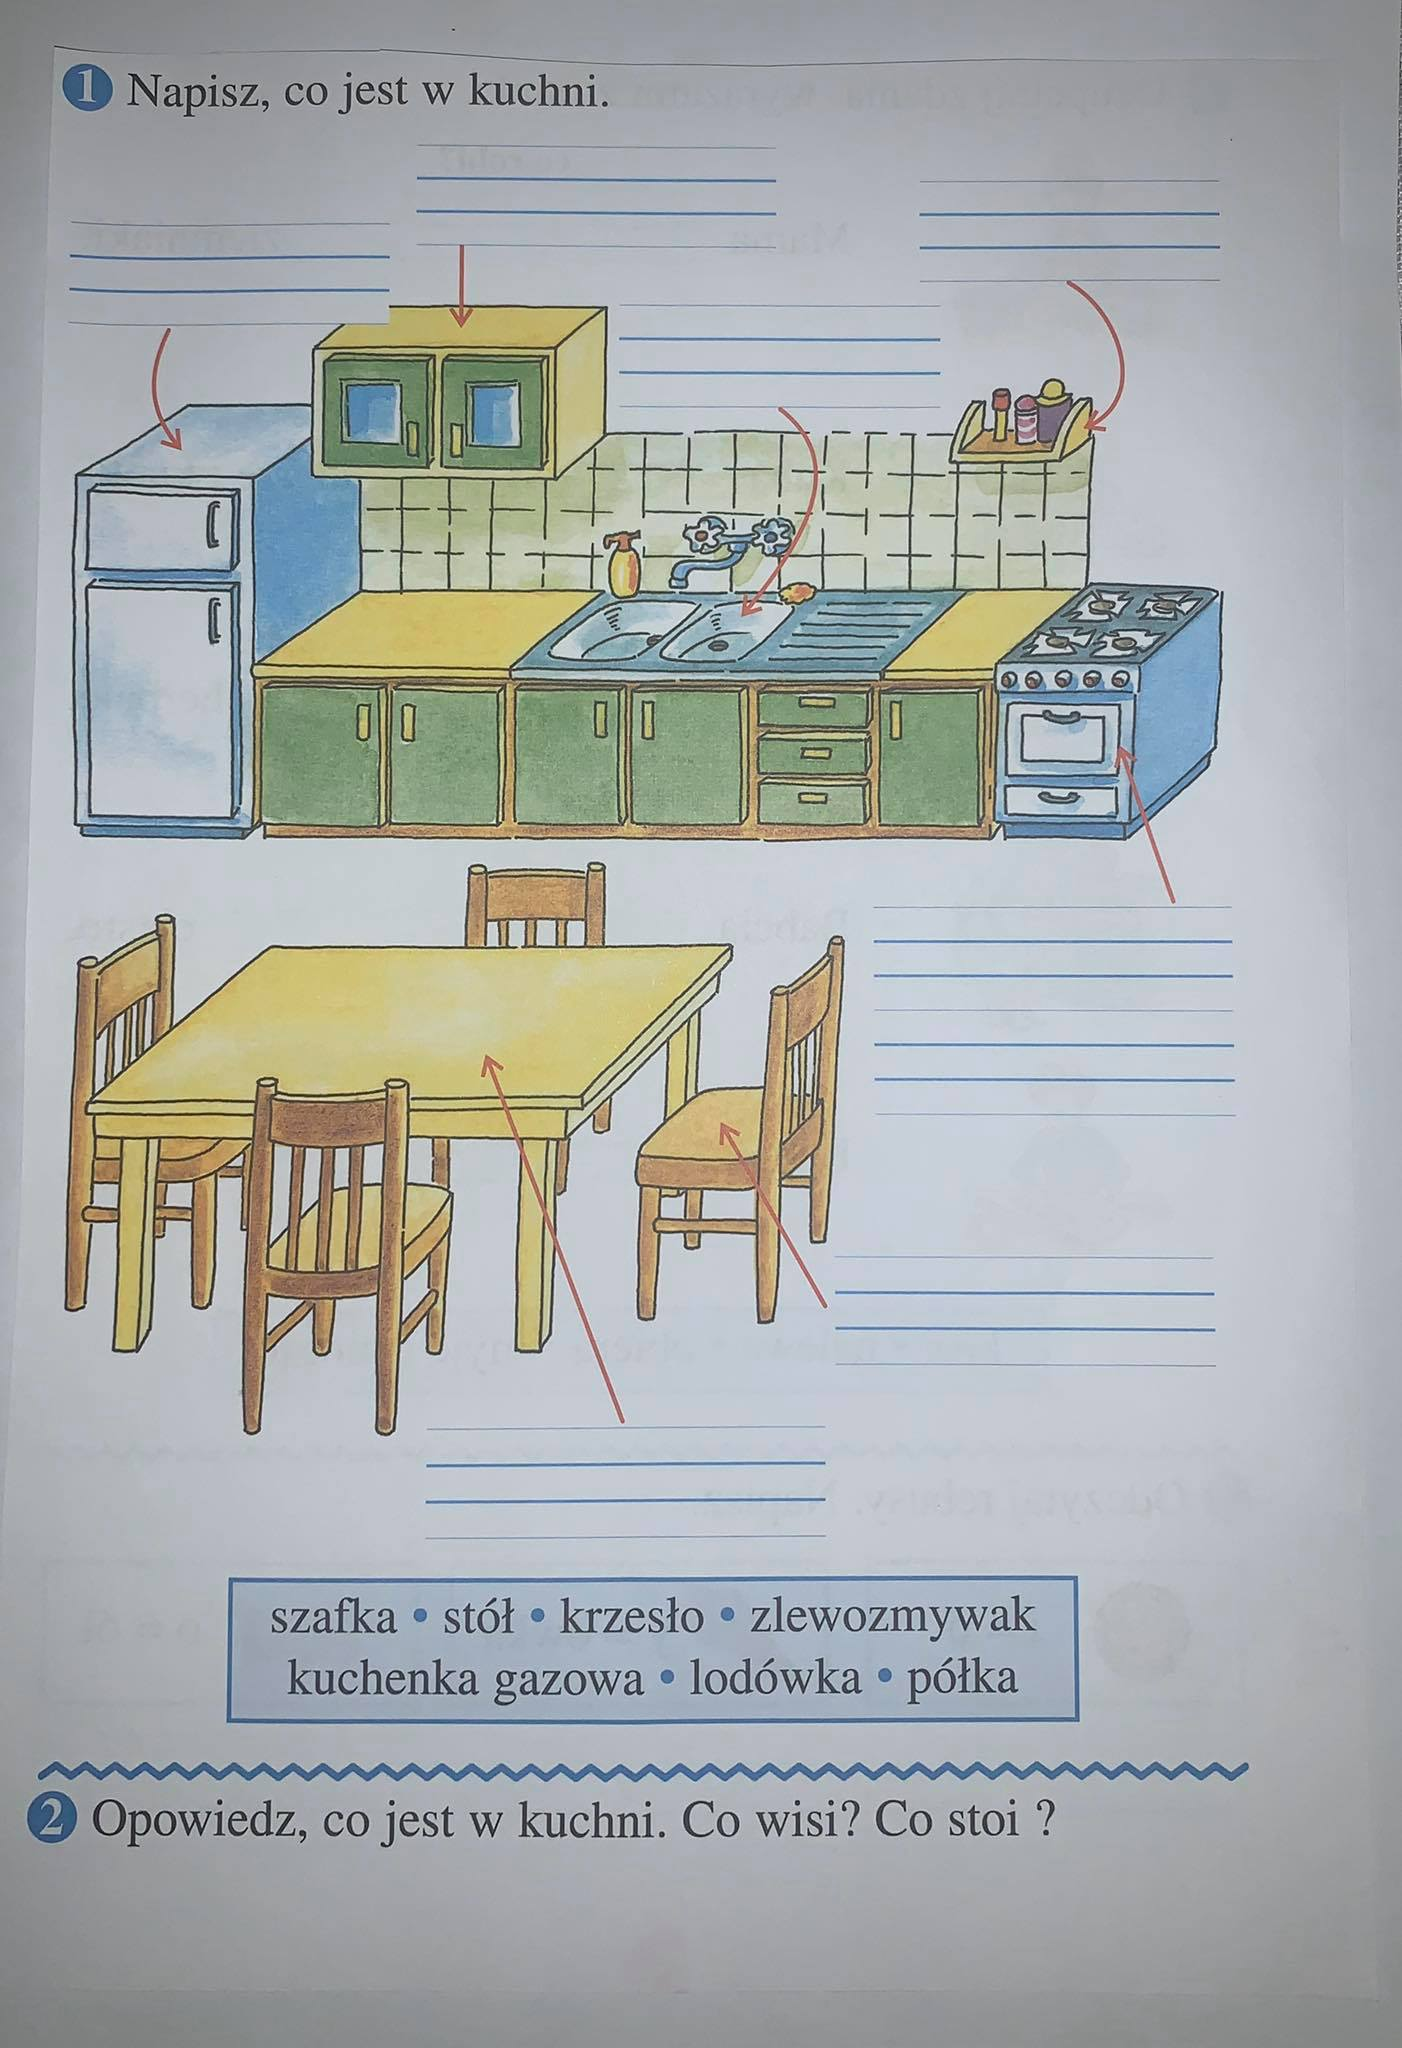 1 Napisz, co jest w kuchni.
szafka • stół • krzesło • zlewozmywak
kuchenka gazowa • lodówka • półka
2 Opowiedz, co jest w kuchni. Co wisi? Co stoi ?